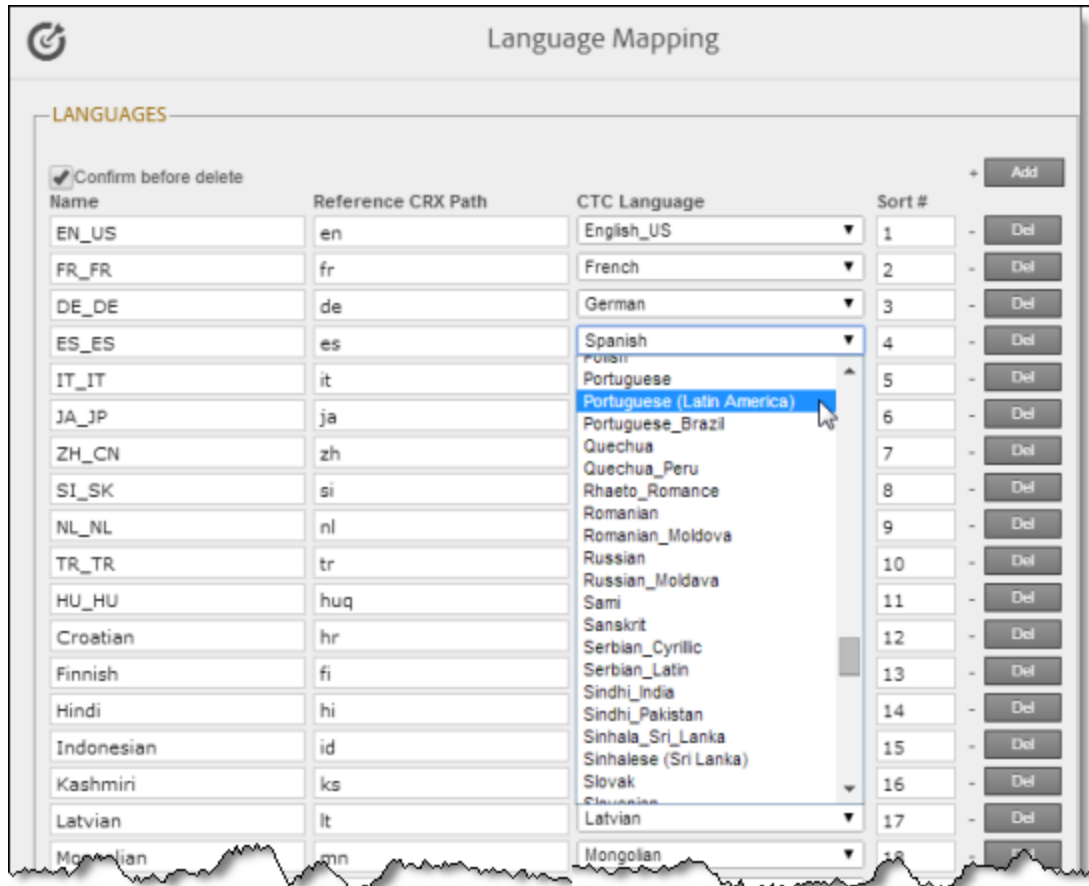 Language Mapping
LANGUAGES
Confirm before delete + Add
Name Reference CRX Path CTC Language Sort #
EN_US en English_US 1 - Del
FR_FR fr French 2 - Del
DE_DE de German 3 - Del
ES_ES es Spanish 4 - Del
Polish
IT_IT it Portuguese 5 - Del
Portuguese (Latin America)
JA_JP ja Portuguese_Brazil 6 - Del
ZH_CN zh Quechua 7 - Del
Quechua_Peru
SI_SK si Rhaeto_Romance 8 - Del
Romanian
NL_NL nl Romanian_Moldova 9 - Del
TR_TR tr Russian 10 - Del
Russian_Moldava
HU_HU huq Sami 11 - Del
Sanskrit
Croatian hr Serbian_Cyrillic 12 - Del
Finnish fi Serbian_Latin 13 - Del
Sindhi_India
Hindi hi Sindhi_Pakistan 14 - Del
Sinhala_Sri_Lanka
Indonesian id Sinhalese (Sri Lanka) 15 - Del
Kashmiri ks Slovak 16 - Del
Slovenian
Latvian lt Latvian 17 - Del
Mongolian mn Mongolian 18 -